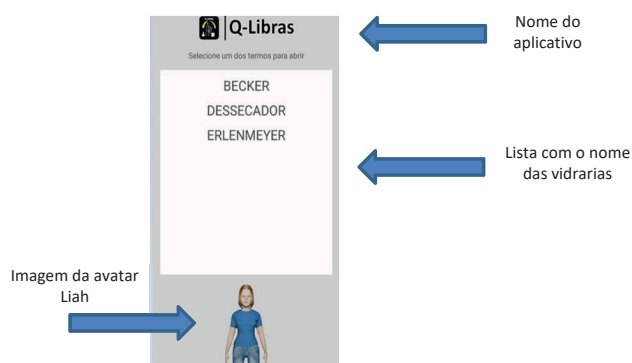 Q-Libras
Nome do
aplicativo
Selecione um dos termos para abrir
BECKER
DESSECADOR
ERLENMEYER
Lista com o nome
das vidrarias
Imagem da avatar
Liah